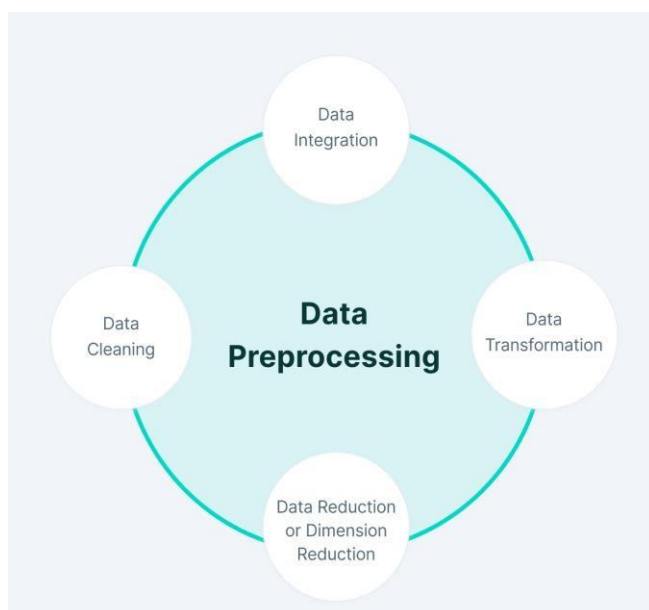 Data
Integration
Data
Cleaning
Data
Preprocessing
Data
Transformation
Data Reduction
or Dimension
Reduction